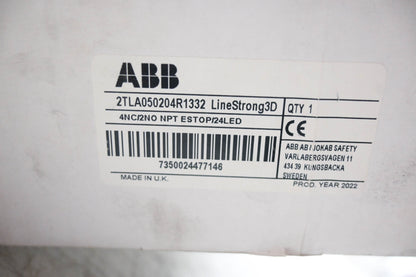 ABB
2TLA050204R1332 LineStrong3D
QTY 1
4NC/2NO NPT ESTOP/24LED
CE
ABB AB / JOKAB SAFETY
VARLABERGSVAGEN 11
434 39 KUNGSBACKA
SWEDEN
7350024477146
MADE IN U.K.
PROD. YEAR 2022